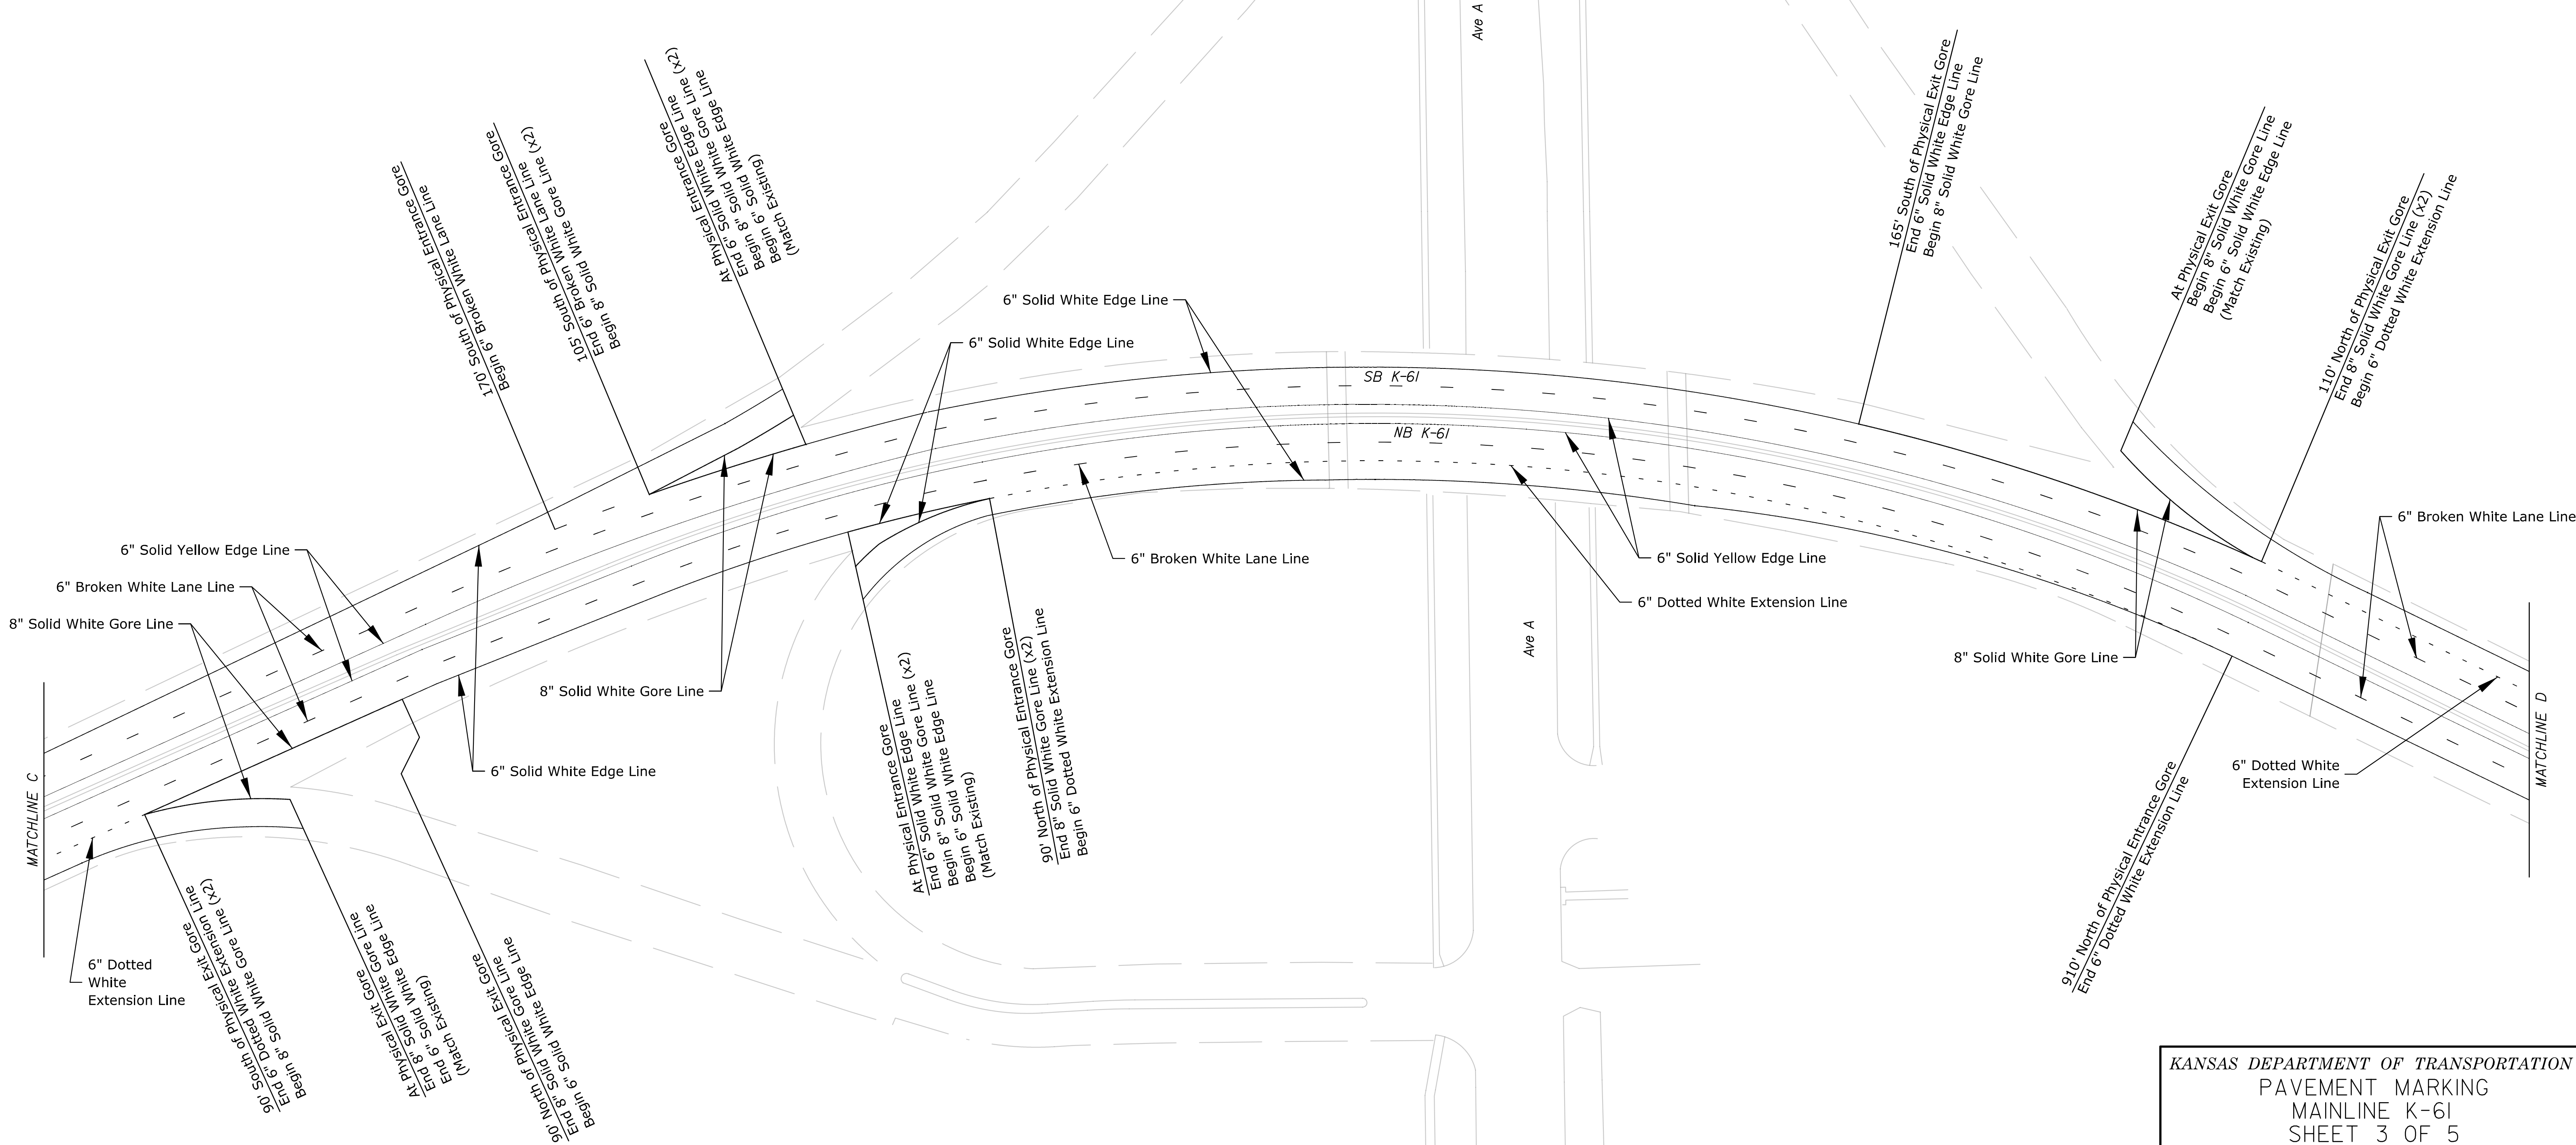 Ave A
170' South of Physical Entrance Gore
Begin 6" Broken White Lane Line
105' South of Physical Entrance Gore
End 6" Broken White Lane Line
Begin 8" Solid White Gore Line (x2)
At Physical Entrance Gore
End 6" Solid White Edge Line (x2)
Begin 8" Solid White Gore Line
Begin 6" Solid White Edge Line
(Match Existing)
165' South of Physical Exit Gore
End 6" Solid White Edge Line
Begin 8" Solid White Gore Line
At Physical Exit Gore
Begin 8" Solid White Gore Line
Begin 6" Solid White Edge Line
(Match Existing)
110' North of Physical Exit Gore
End 8" Solid White Gore Line (x2)
Begin 6" Dotted White Extension Line
6" Solid White Edge Line
6" Solid White Edge Line
SB K-61
NB K-61
6" Solid Yellow Edge Line
6" Broken White Lane Line
8" Solid White Gore Line
6" Broken White Lane Line
6" Solid Yellow Edge Line
6" Dotted White Extension Line
6" Broken White Lane Line
8" Solid White Gore Line
8" Solid White Gore Line
6" Solid White Edge Line
MATCHLINE C
MATCHLINE D
Ave A
6" Dotted White
Extension Line
6" Dotted
White
Extension Line
90' South of Physical Exit Gore
End 6" Dotted White Extension Line
Begin 8" Solid White Gore Line (x2)
At Physical Exit Gore
End 8" Solid White Gore Line
End 6" Solid White Edge Line
(Match Existing)
90' North of Physical Exit Gore
End 8" Solid White Gore Line
Begin 6" Solid White Edge Line
At Physical Entrance Gore
End 6" Solid White Edge Line (x2)
Begin 8" Solid White Gore Line (x2)
Begin 6" Solid White Edge Line
(Match Existing)
90' North of Physical Entrance Gore
End 8" Solid White Gore Line (x2)
Begin 6" Dotted White Extension Line
910' North of Physical Entrance Gore
End 6" Dotted White Extension Line
KANSAS DEPARTMENT OF TRANSPORTATION
PAVEMENT MARKING
MAINLINE K-61
SHEET 3 OF 5